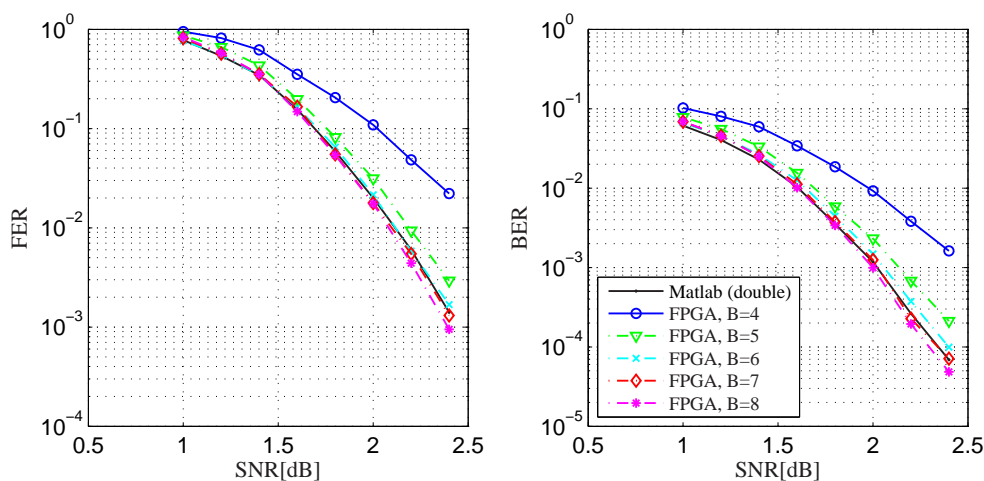 10^0
10^-1
10^-2
10^-3
10^-4
FER
0.5 1 1.5 2 2.5
SNR[dB]
10^0
10^-1
10^-2
10^-3
10^-4
10^-5
BER
Matlab (double)
FPGA, B=4
FPGA, B=5
FPGA, B=6
FPGA, B=7
FPGA, B=8
0.5 1 1.5 2 2.5
SNR[dB]